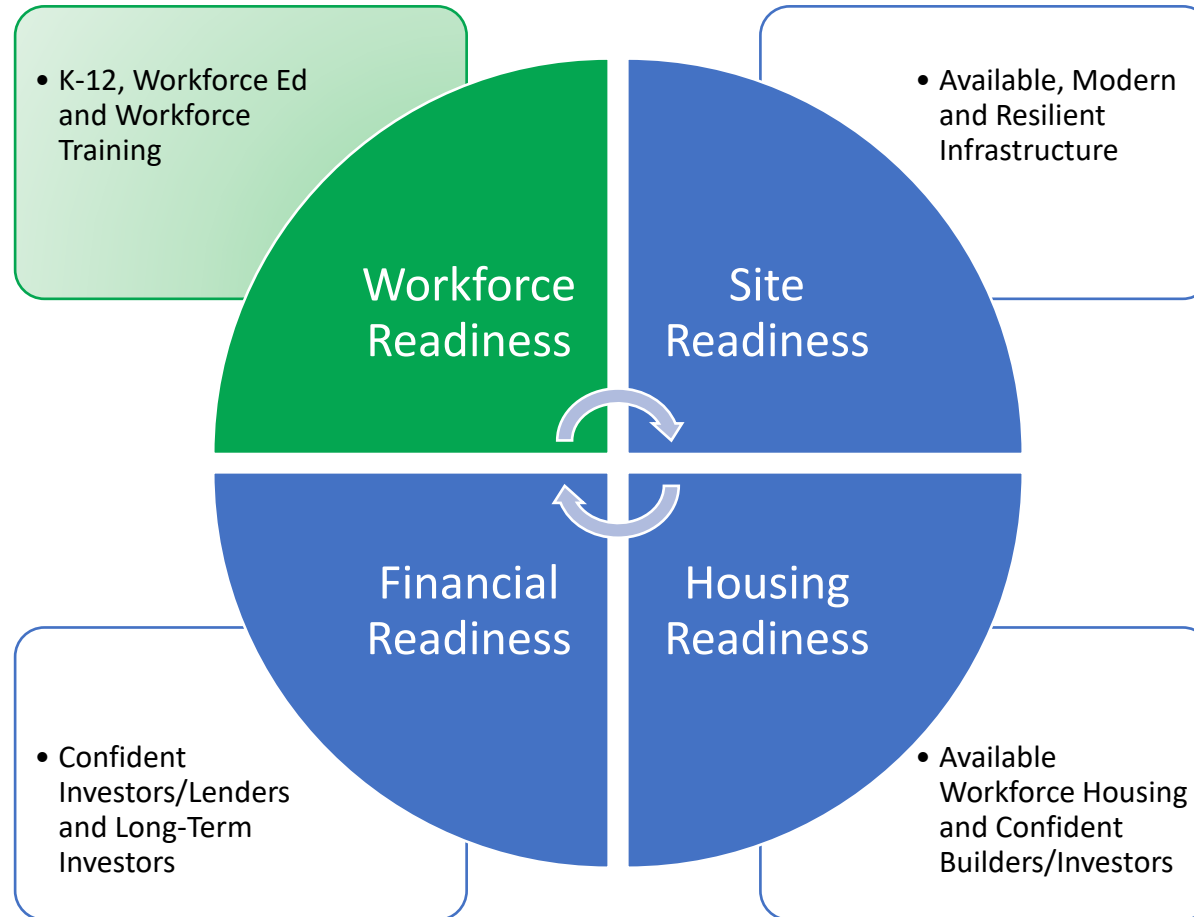 • K-12, Workforce Ed
and Workforce
Training
• Available, Modern
and Resilient
Infrastructure
Workforce
Readiness
Site
Readiness
Financial
Readiness
Housing
Readiness
• Confident
Investors/Lenders
and Long-Term
Investors
• Available
Workforce Housing
and Confident
Builders/Investors